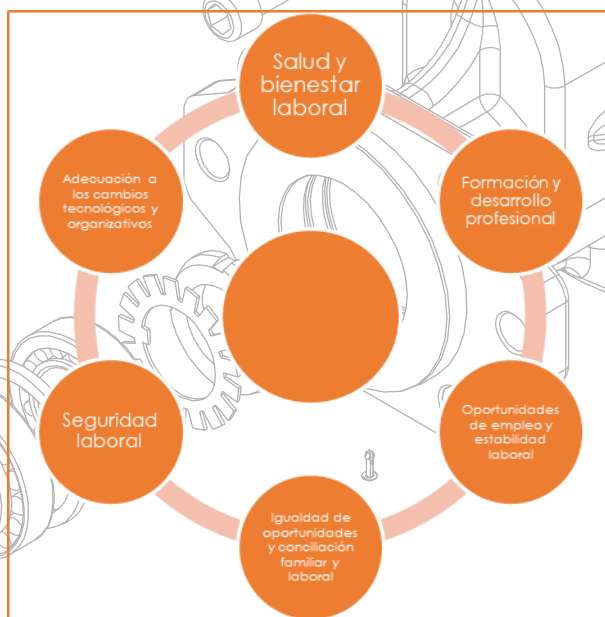 Salud y
bienestar
laboral
Formación y
desarrollo
profesional
Oportunidades
de empleo y
estabilidad
laboral
Igualdad de
oportunidades
y conciliación
familiar y
laboral
Seguridad
laboral
Adecuación a
los cambios
tecnológicos y
organizativos